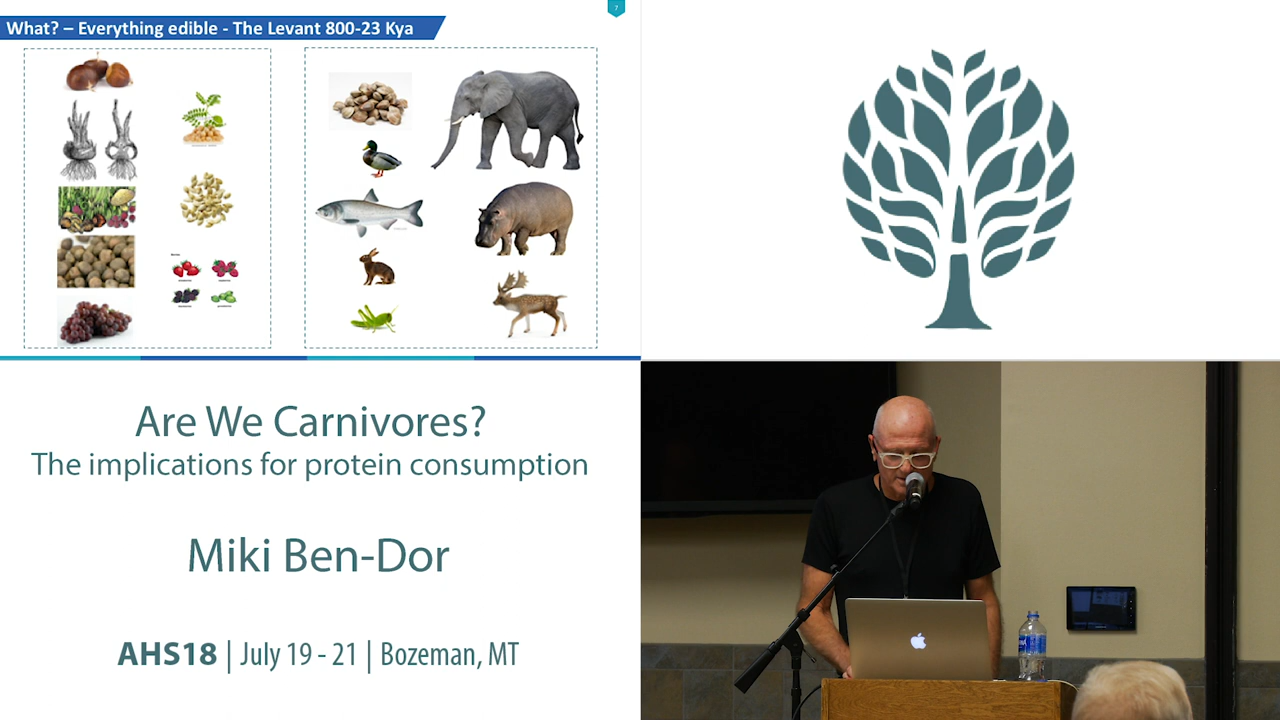 7
What? – Everything edible - The Levant 800-23 Kya
Are We Carnivores?
The implications for protein consumption
Miki Ben-Dor
AHS18 | July 19 - 21 | Bozeman, MT